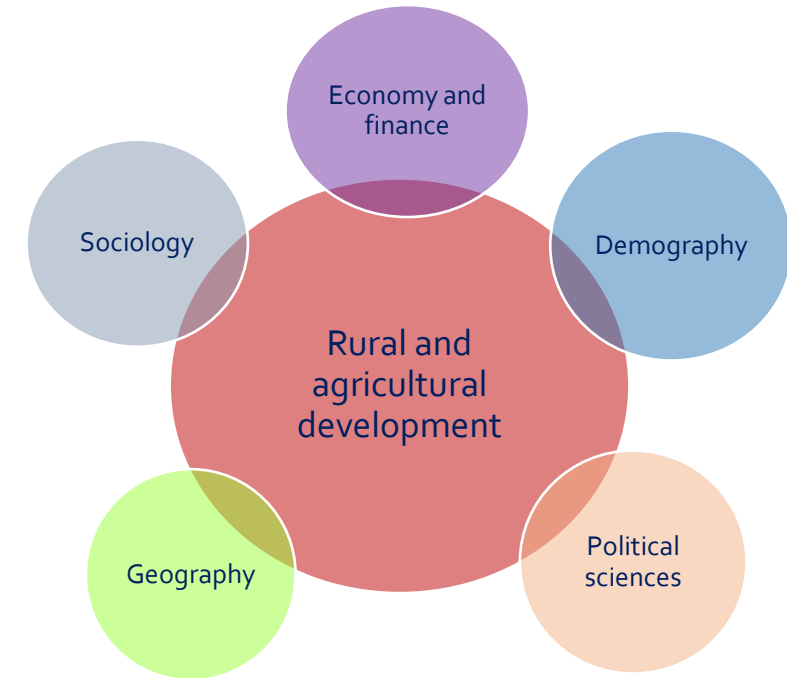 Economy and
finance
Sociology
Demography
Rural and
agricultural
development
Geography
Political
sciences